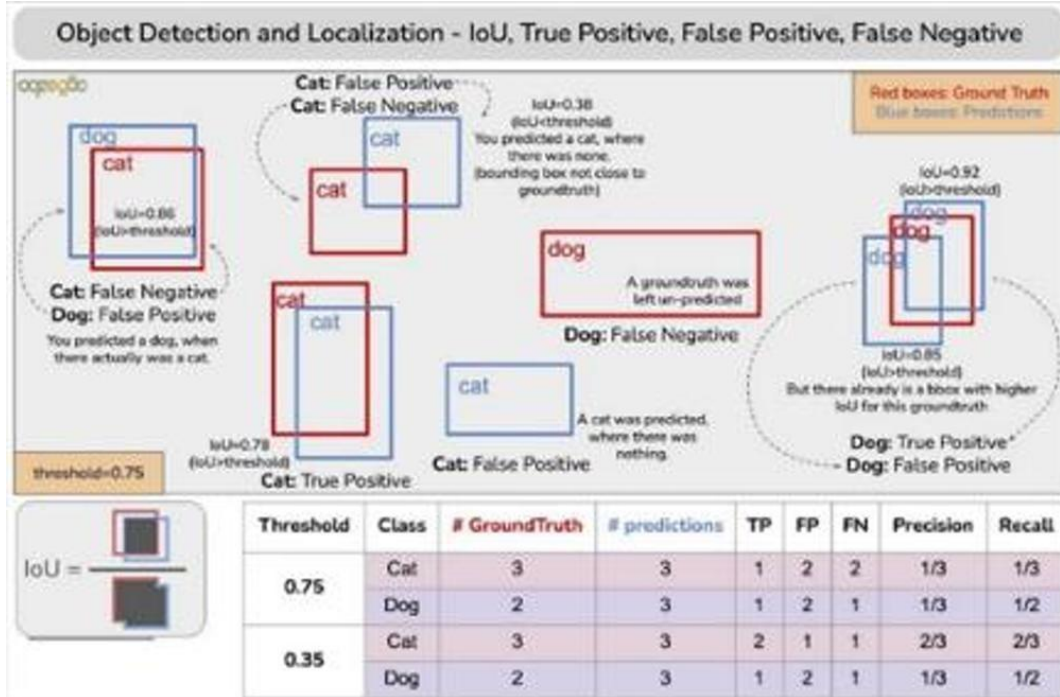 Object Detection and Localization - IoU, True Positive, False Positive, False Negative
Red boxes: Ground Truth
Blue boxes: Predictions
dog
cat
IoU=0.86
(IoU>threshold)
Cat: False Negative
Dog: False Positive
You predicted a dog, when
there actually was a cat.
Cat: False Positive
Cat: False Negative
cat
cat
IoU=0.38
(IoU<threshold)
You predicted a cat, where
there was none.
(bounding box not close to
groundtruth)
cat
cat
IoU=0.78
(IoU>threshold)
Cat: True Positive
dog
A groundtruth was
left un-predicted
Dog: False Negative
cat
A cat was predicted,
where there was
nothing.
Cat: False Positive
IoU=0.92
(IoU>threshold)
dog
dog
dog
IoU=0.85
(IoU>threshold)
But there already is a bbox with higher
IoU for this groundtruth
Dog: True Positive
Dog: False Positive
threshold=0.75
IoU =
Threshold Class # GroundTruth # predictions TP FP FN Precision Recall
0.75
Cat 3 3 1 2 2 1/3 1/3
Dog 2 3 1 2 1 1/3 1/2
0.35
Cat 3 3 2 1 1 2/3 2/3
Dog 2 3 1 2 1 1/3 1/2